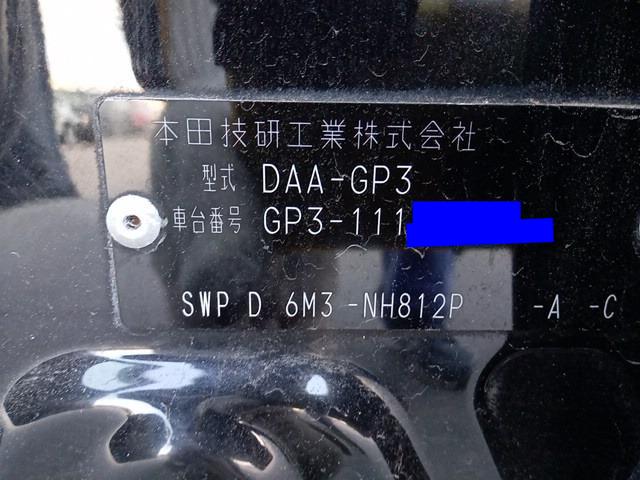 本田技研工業株式会社
型式 DAA-GP3
車台番号 GP3-111
SWP D 6M3 -NH812P -A -C